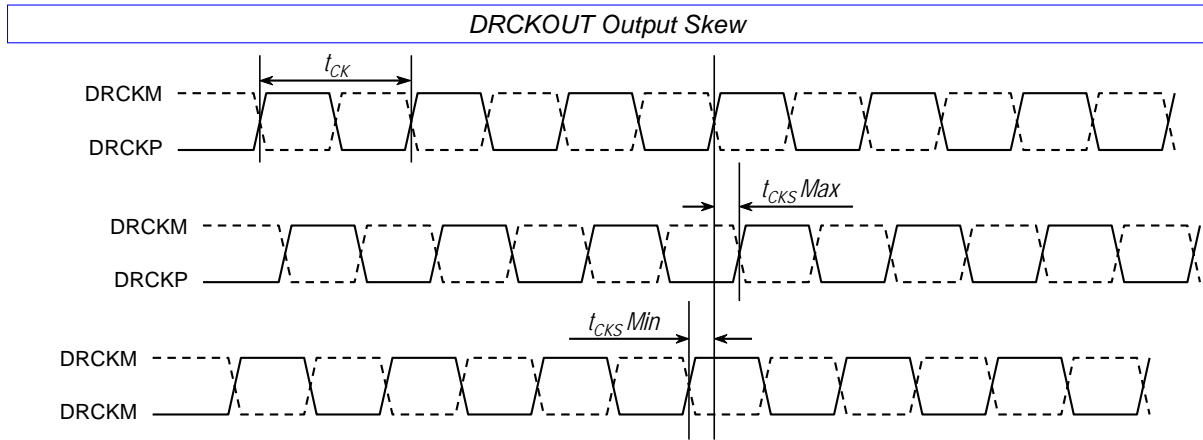 DRCKOUT Output Skew
tCK
DRCKM
DRCKP
tCKS Max
DRCKM
DRCKP
tCKS Min
DRCKM
DRCKM